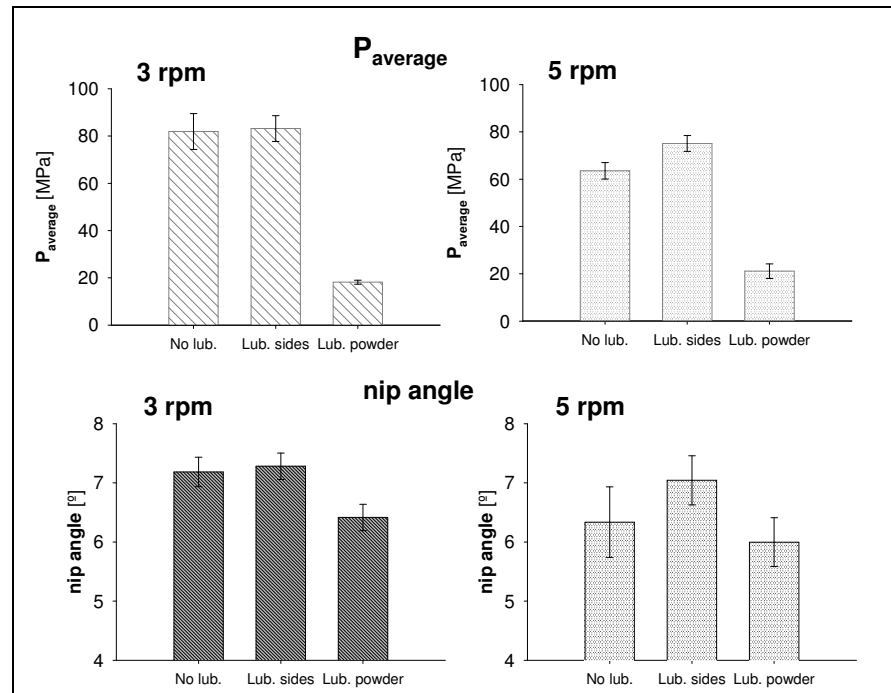 P average
3 rpm
5 rpm
100
80
60
40
20
0
P average [MPa]
No lub. Lub. sides Lub. powder
100
80
60
40
20
0
P average [MPa]
No lub. Lub. sides Lub. powder
nip angle
3 rpm
5 rpm
8
7
6
5
4
nip angle [º]
No lub. Lub. sides Lub. powder
8
7
6
5
4
nip angle [º]
No lub. Lub. sides Lub. powder